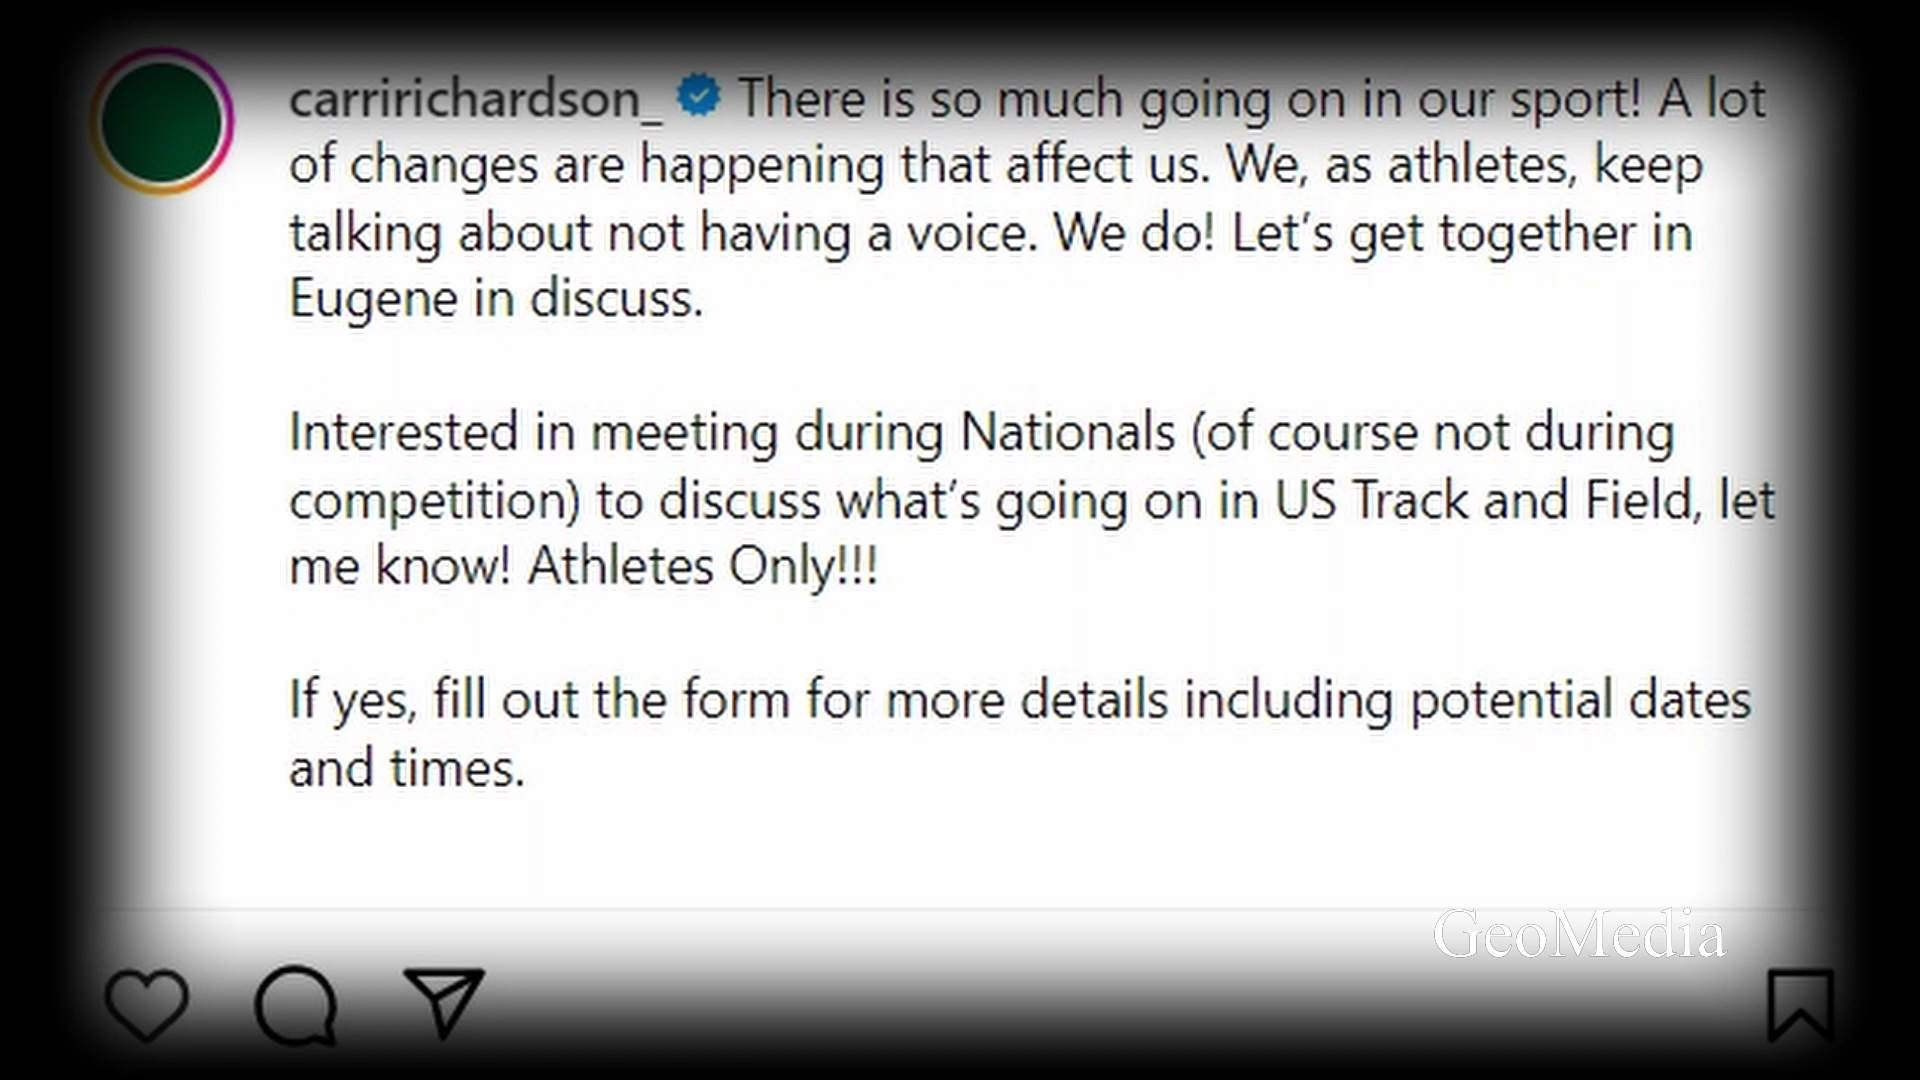 carririchardson_ There is so much going on in our sport! A lot
of changes are happening that affect us. We, as athletes, keep
talking about not having a voice. We do! Let’s get together in
Eugene in discuss.
Interested in meeting during Nationals (of course not during
competition) to discuss what’s going on in US Track and Field, let
me know! Athletes Only!!!
If yes, fill out the form for more details including potential dates
and times.
GeoMedia